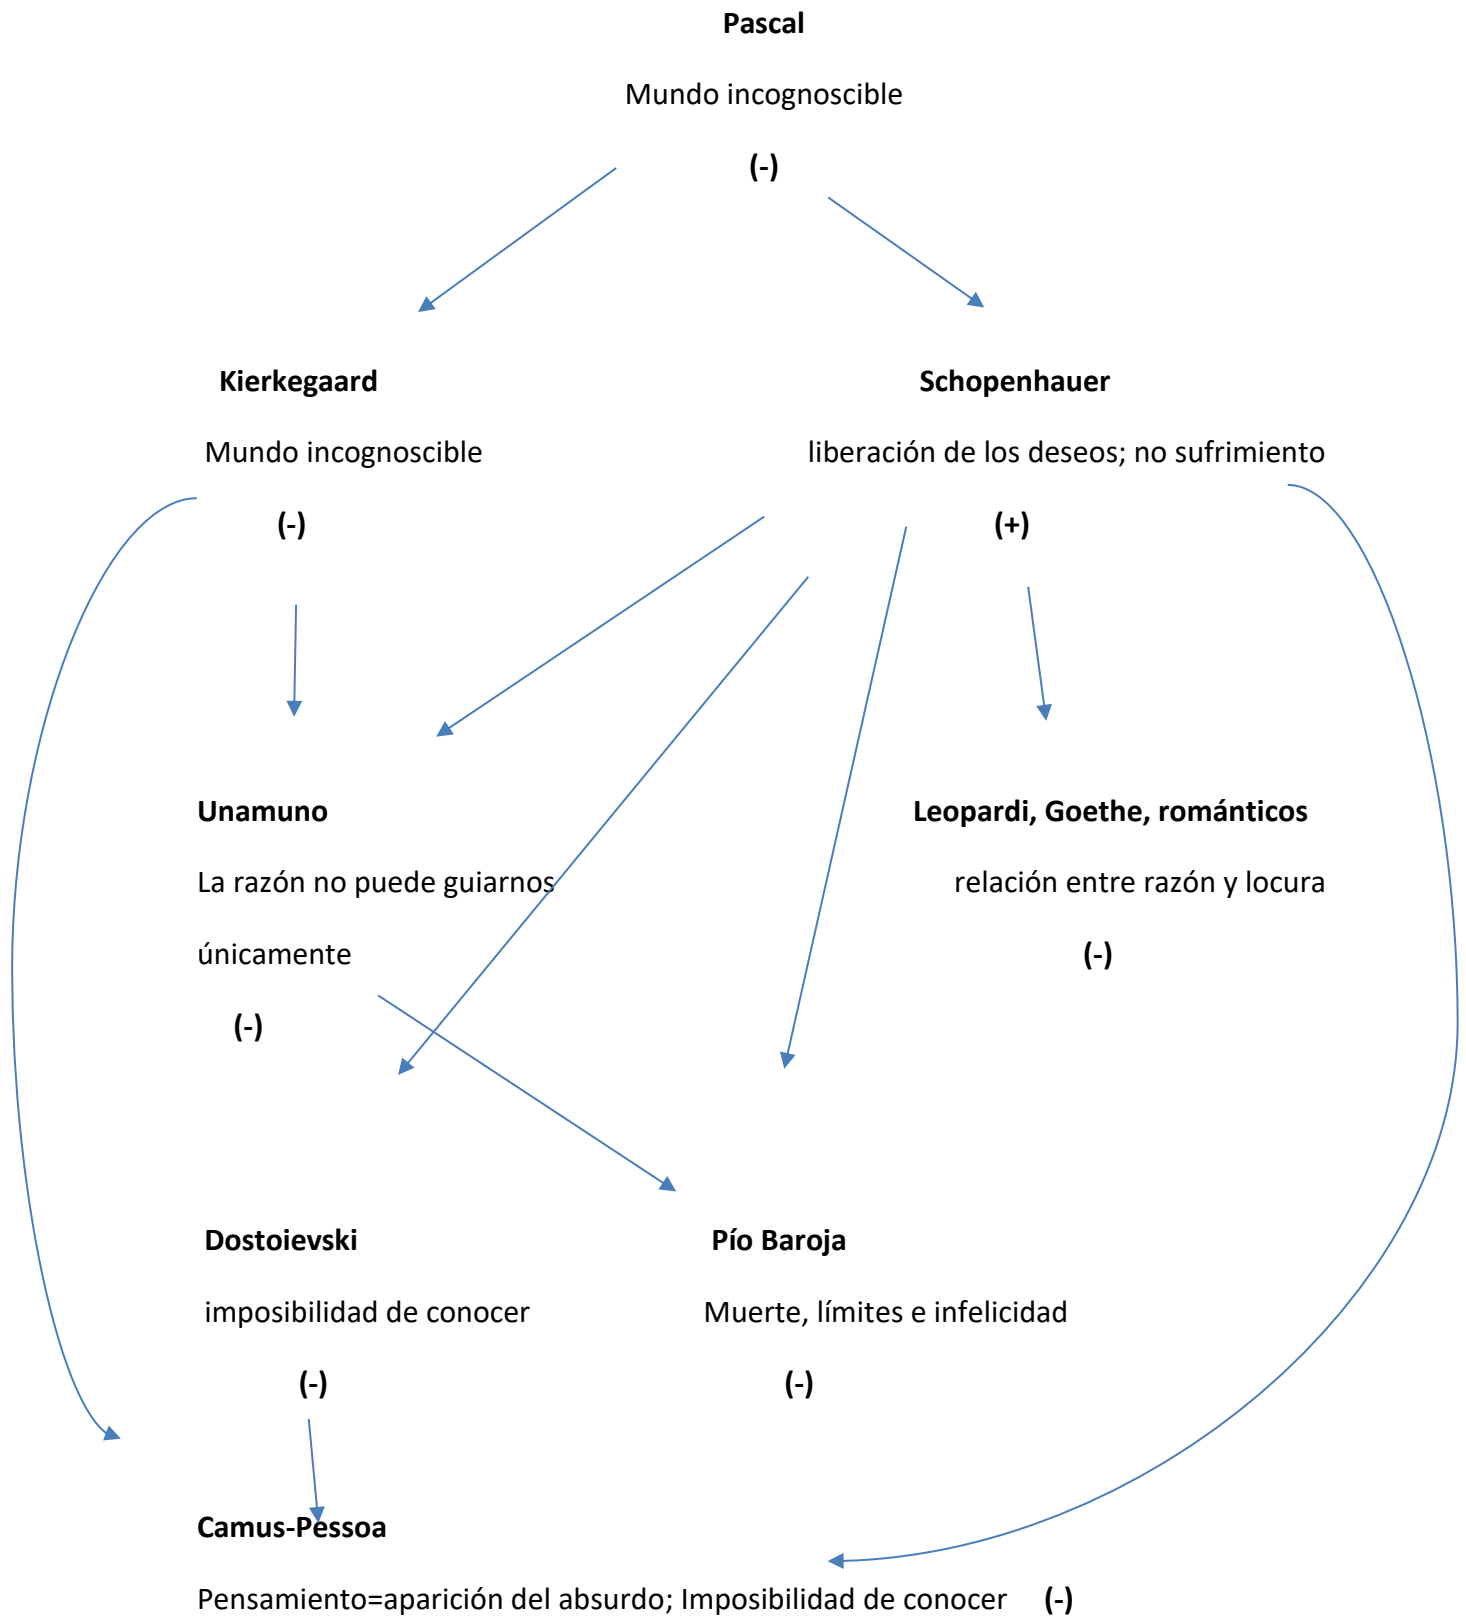 Pascal
Mundo incognoscible
(-)
Kierkegaard
Schopenhauer
Mundo incognoscible
liberación de los deseos; no sufrimiento
(-)
(+)
Unamuno
Leopardi, Goethe, románticos
La razón no puede guiarnos
relación entre razón y locura
únicamente
(-)
(-)
Dostoievski
Pío Baroja
imposibilidad de conocer
Muerte, límites e infelicidad
(-)
(-)
Camus-Pessoa
Pensamiento=aparición del absurdo; Imposibilidad de conocer (-)